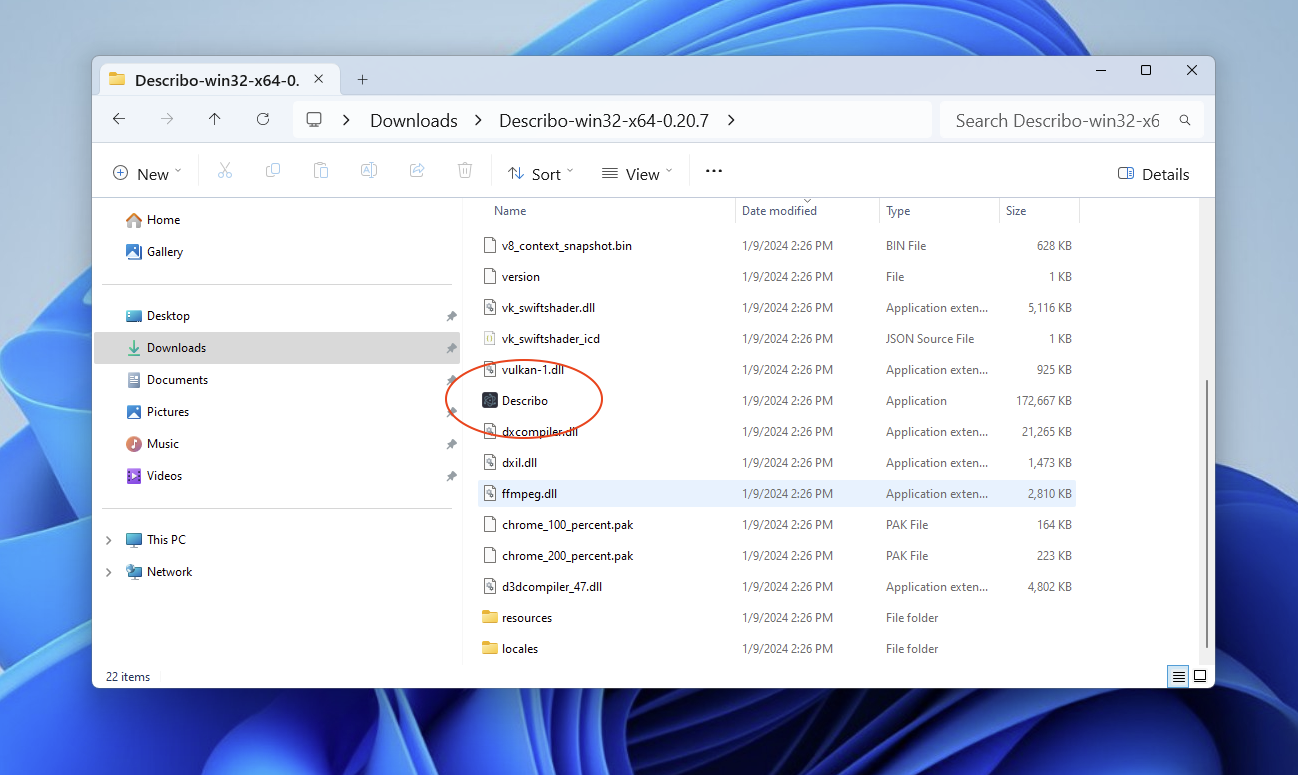 Describo-win32-x64-0.
Downloads
Describo-win32-x64-0.20.7
Search Describo-win32-x6
New
Sort
View
Details
Home
Gallery
Desktop
Downloads
Documents
Pictures
Music
Videos
This PC
Network
Name Date modified Type Size
v8_context_snapshot.bin 1/9/2024 2:26 PM BIN File 628 KB
version 1/9/2024 2:26 PM File 1 KB
vk_swiftshader.dll 1/9/2024 2:26 PM Application exten... 5,116 KB
vk_swiftshader_icd 1/9/2024 2:26 PM JSON Source File 1 KB
vulkan-1.dll 1/9/2024 2:26 PM Application exten... 925 KB
Describo 1/9/2024 2:26 PM Application 172,667 KB
dxcompiler.dll 1/9/2024 2:26 PM Application exten... 21,265 KB
dxil.dll 1/9/2024 2:26 PM Application exten... 1,473 KB
ffmpeg.dll 1/9/2024 2:26 PM Application exten... 2,810 KB
chrome_100_percent.pak 1/9/2024 2:26 PM PAK File 164 KB
chrome_200_percent.pak 1/9/2024 2:26 PM PAK File 223 KB
d3dcompiler_47.dll 1/9/2024 2:26 PM Application exten... 4,802 KB
resources 1/9/2024 2:26 PM File folder
locales 1/9/2024 2:26 PM File folder
22 items